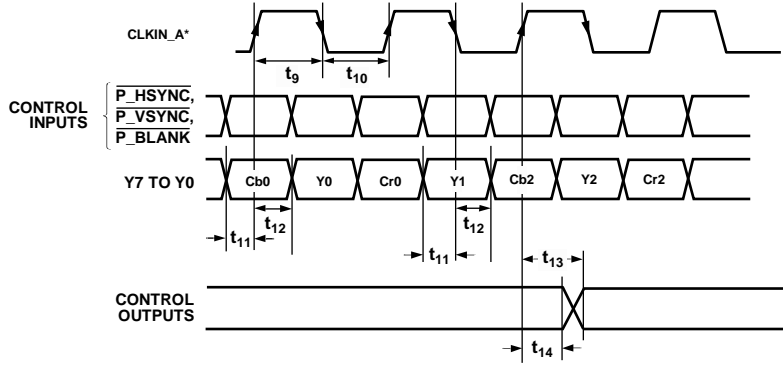 CLKIN_A*
t9
t10
CONTROL
INPUTS
P_HSYNC,
P_VSYNC,
P_BLANK
Y7 TO Y0
Cb0
Y0
Cr0
Y1
Cb2
Y2
Cr2
t12
t12
t11
t11
t13
CONTROL
OUTPUTS
t14